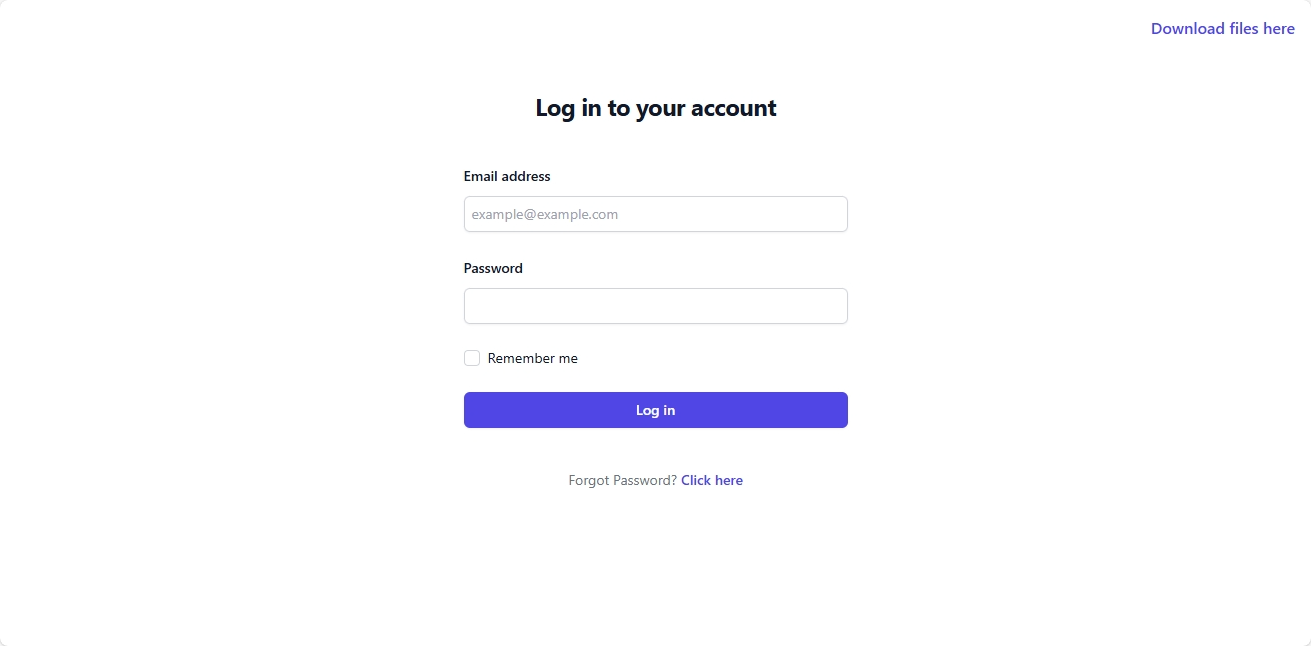 Download files here
Log in to your account
Email address
example@example.com
Password
Remember me
Log in
Forgot Password? Click here